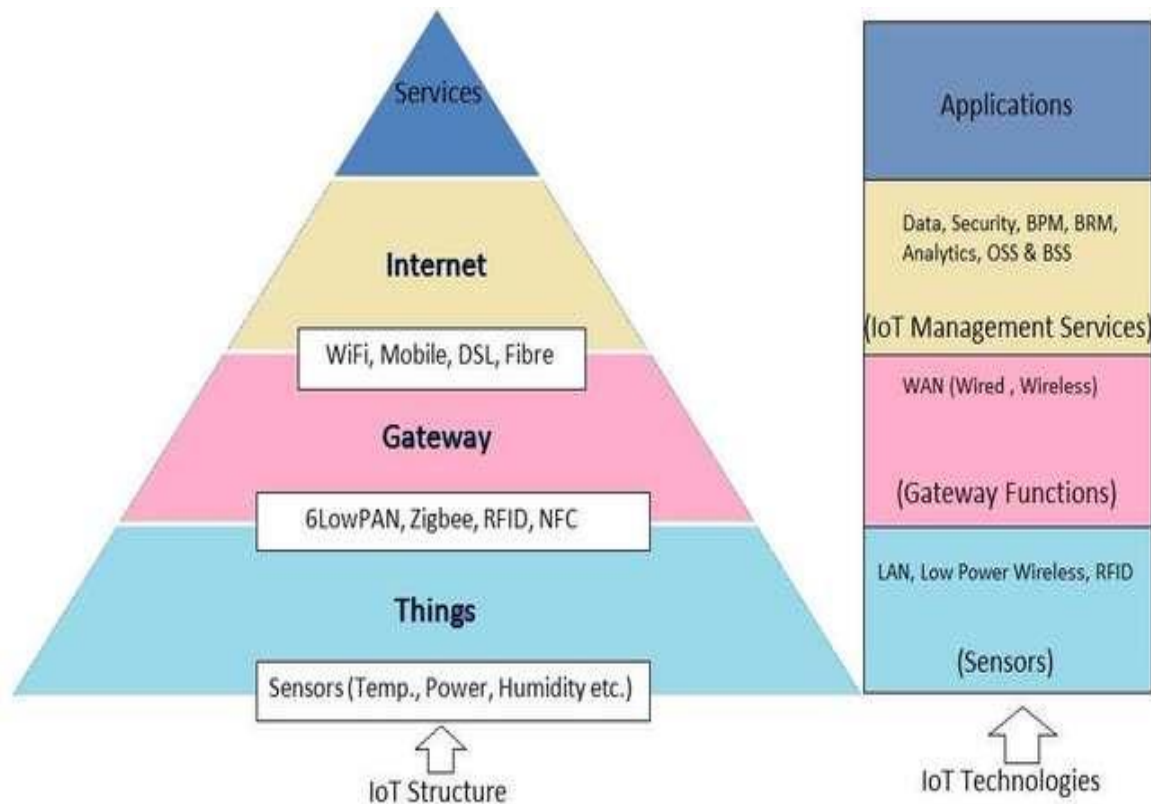 Services
Internet
WiFi, Mobile, DSL, Fibre
Gateway
6LowPAN, Zigbee, RFID, NFC
Things
Sensors (Temp., Power, Humidity etc.)
IoT Structure
Applications
Data, Security, BPM, BRM,
Analytics, OSS & BSS
(IoT Management Services)
WAN (Wired , Wireless)
(Gateway Functions)
LAN, Low Power Wireless, RFID
(Sensors)
IoT Technologies